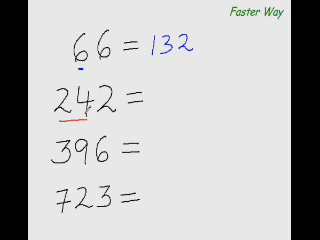 Faster Way
66 = 132
242 =
396 =
723 =